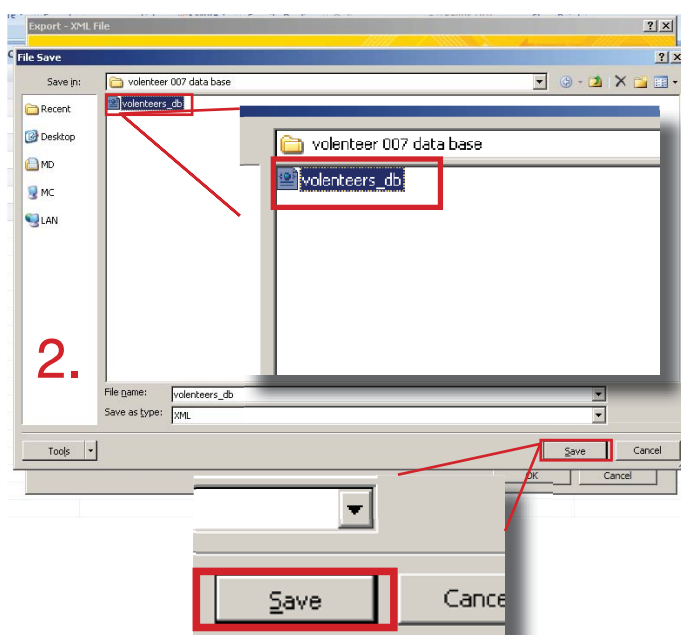 Export - XML File
File Save
Save in:
volenteer 007 data base
Recent
volenteers_db
Desktop
MD
MC
LAN
volenteer 007 data base
volenteers_db
2.
File name:
volenteers_db
Save as type:
XML
Tools
Save
Cancel
OK
Cancel
Save
Cance